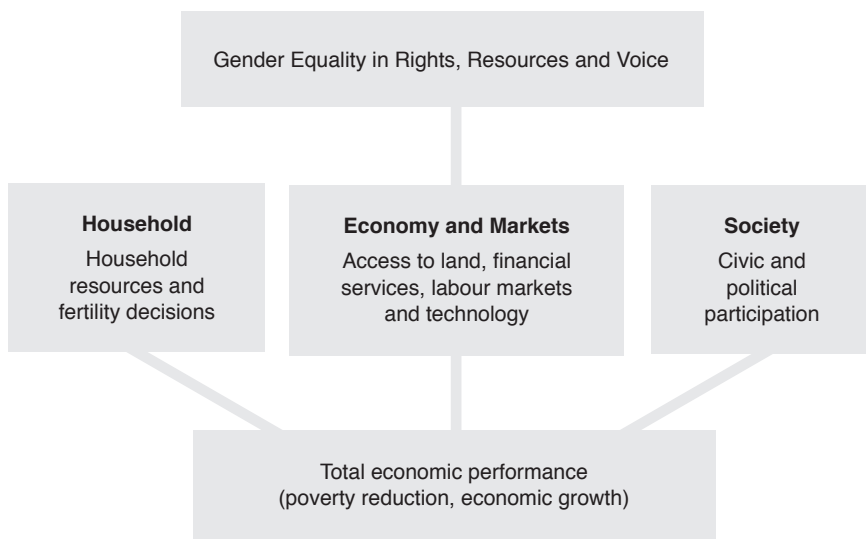 Gender Equality in Rights, Resources and Voice
Household
Household
resources and
fertility decisions
Economy and Markets
Access to land, financial
services, labour markets
and technology
Society
Civic and
political
participation
Total economic performance
(poverty reduction, economic growth)